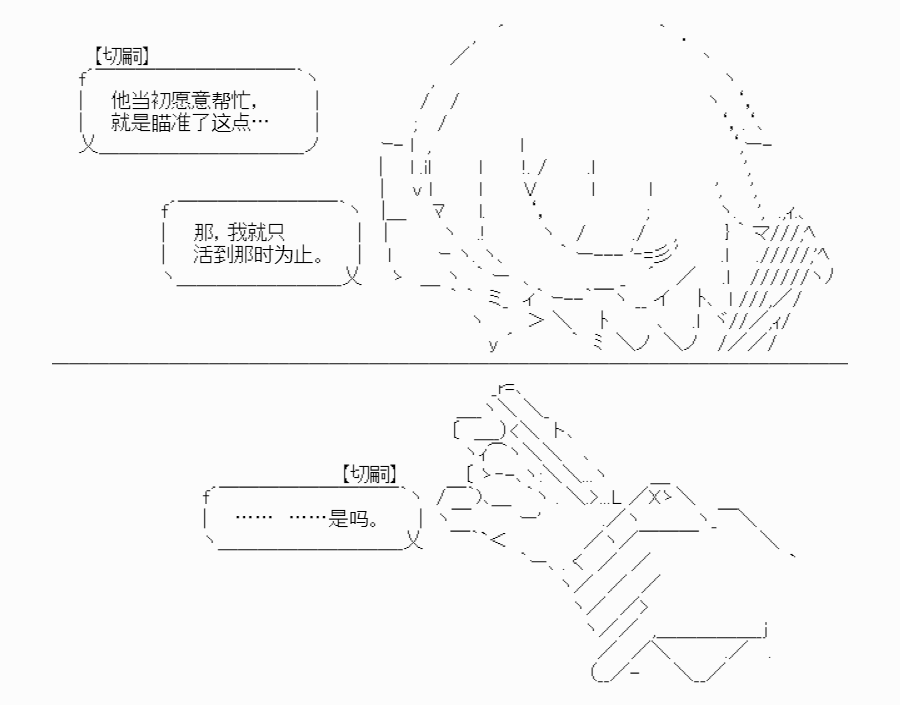 【切嗣】
他当初愿意帮忙，
就是瞄准了这点…
那，我就只
活到那时为止。
【切嗣】
…… ……是吗。